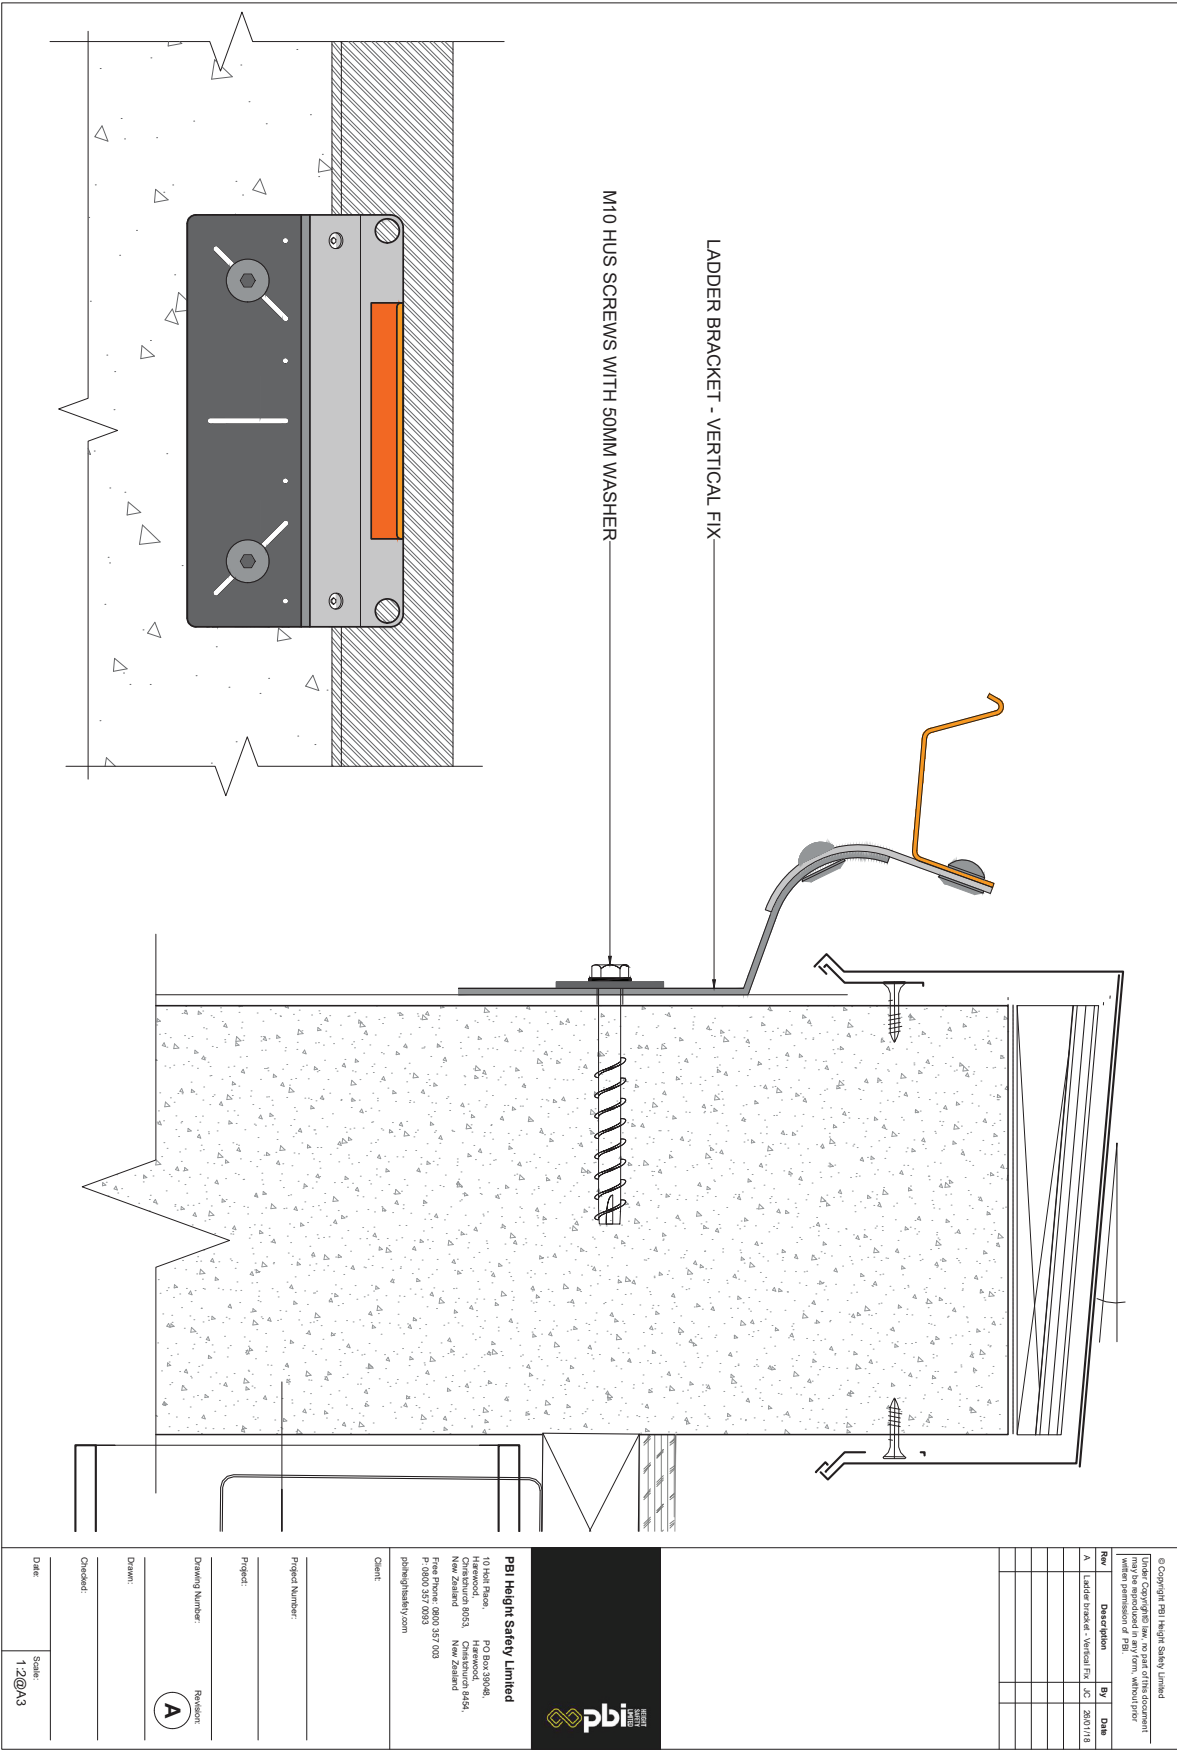 LADDER BRACKET - VERTICAL FIX
M10 HUS SCREWS WITH 50MM WASHER
© Copyright PBI Height Safety Limited
Under Copyright© law, no part of this document
may be reproduced in any form, without prior
written permission of PBI.
Rev Description By Date
A Ladder bracket - Vertical Fix JC 26/01/18
HEIGHT
SAFETY
LIMITED
pbi
PBI Height Safety Limited
10 Holt Place, PO Box 39048,
Harewood, Harewood,
Christchurch 8053, Christchurch 8454,
New Zealand New Zealand
Free Phone: 0800 357 003
P: 0800 357 0093
pbiheightsafety.com
Client:
Project Number:
Project:
Drawing Number: Revision:
A
Drawn:
Checked:
Date: Scale:
1:2@A3